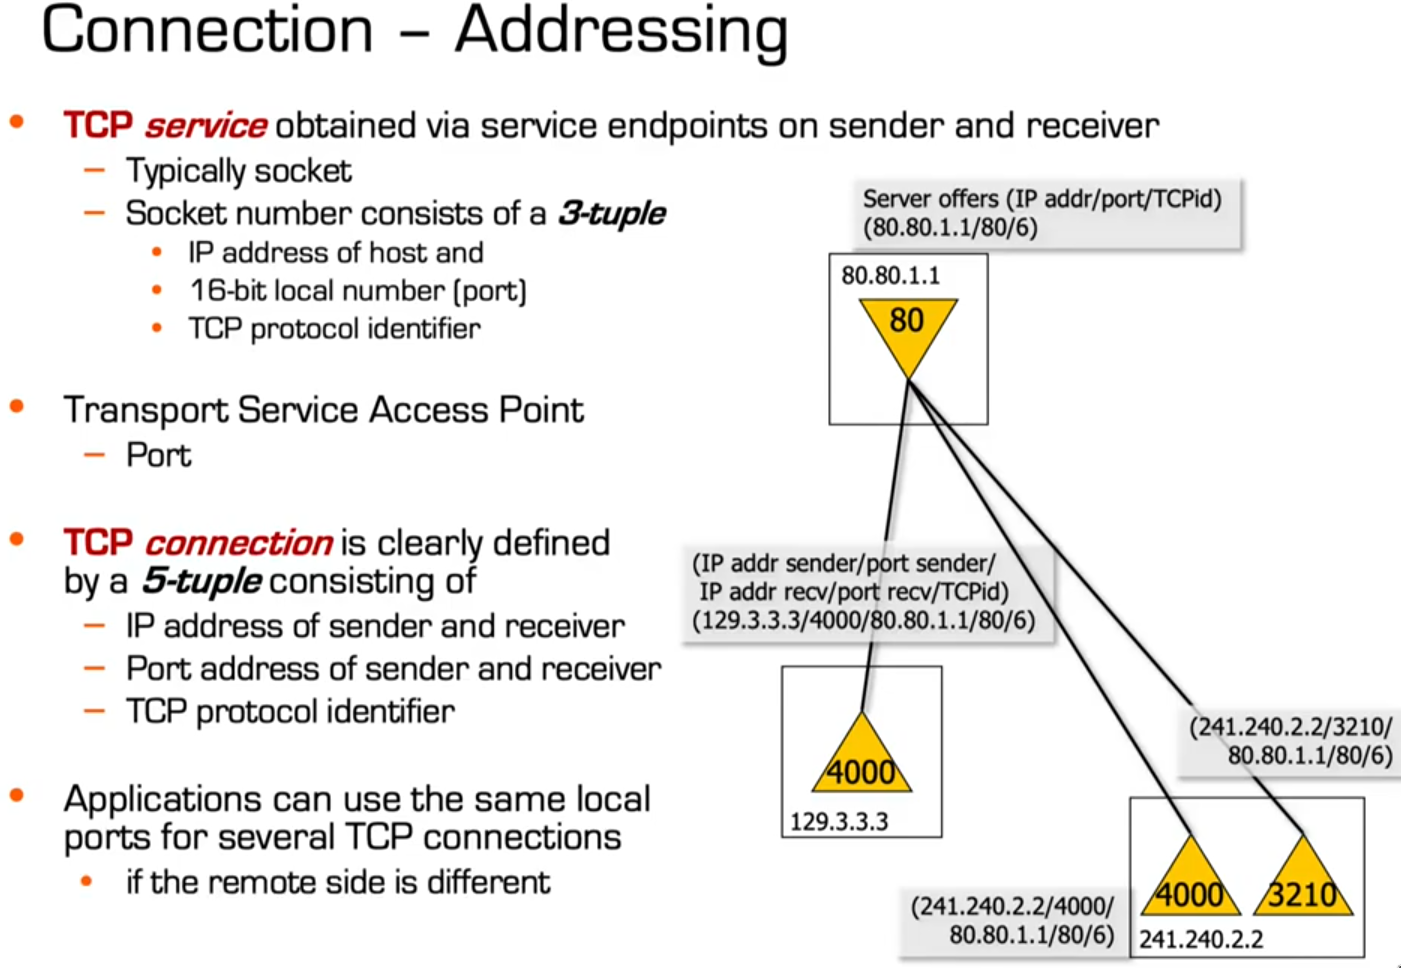 Connection – Addressing
• TCP service obtained via service endpoints on sender and receiver
– Typically socket
– Socket number consists of a 3-tuple
• IP address of host and
• 16-bit local number (port)
• TCP protocol identifier
• Transport Service Access Point
– Port
• TCP connection is clearly defined
by a 5-tuple consisting of
– IP address of sender and receiver
– Port address of sender and receiver
– TCP protocol identifier
• Applications can use the same local
ports for several TCP connections
• if the remote side is different
Server offers (IP addr/port/TCPid)
(80.80.1.1/80/6)
80.80.1.1
80
(IP addr sender/port sender/
IP addr recv/port recv/TCPid)
(129.3.3.3/4000/80.80.1.1/80/6)
4000
129.3.3.3
(241.240.2.2/3210/
80.80.1.1/80/6)
(241.240.2.2/4000/
80.80.1.1/80/6)
4000
3210
241.240.2.2